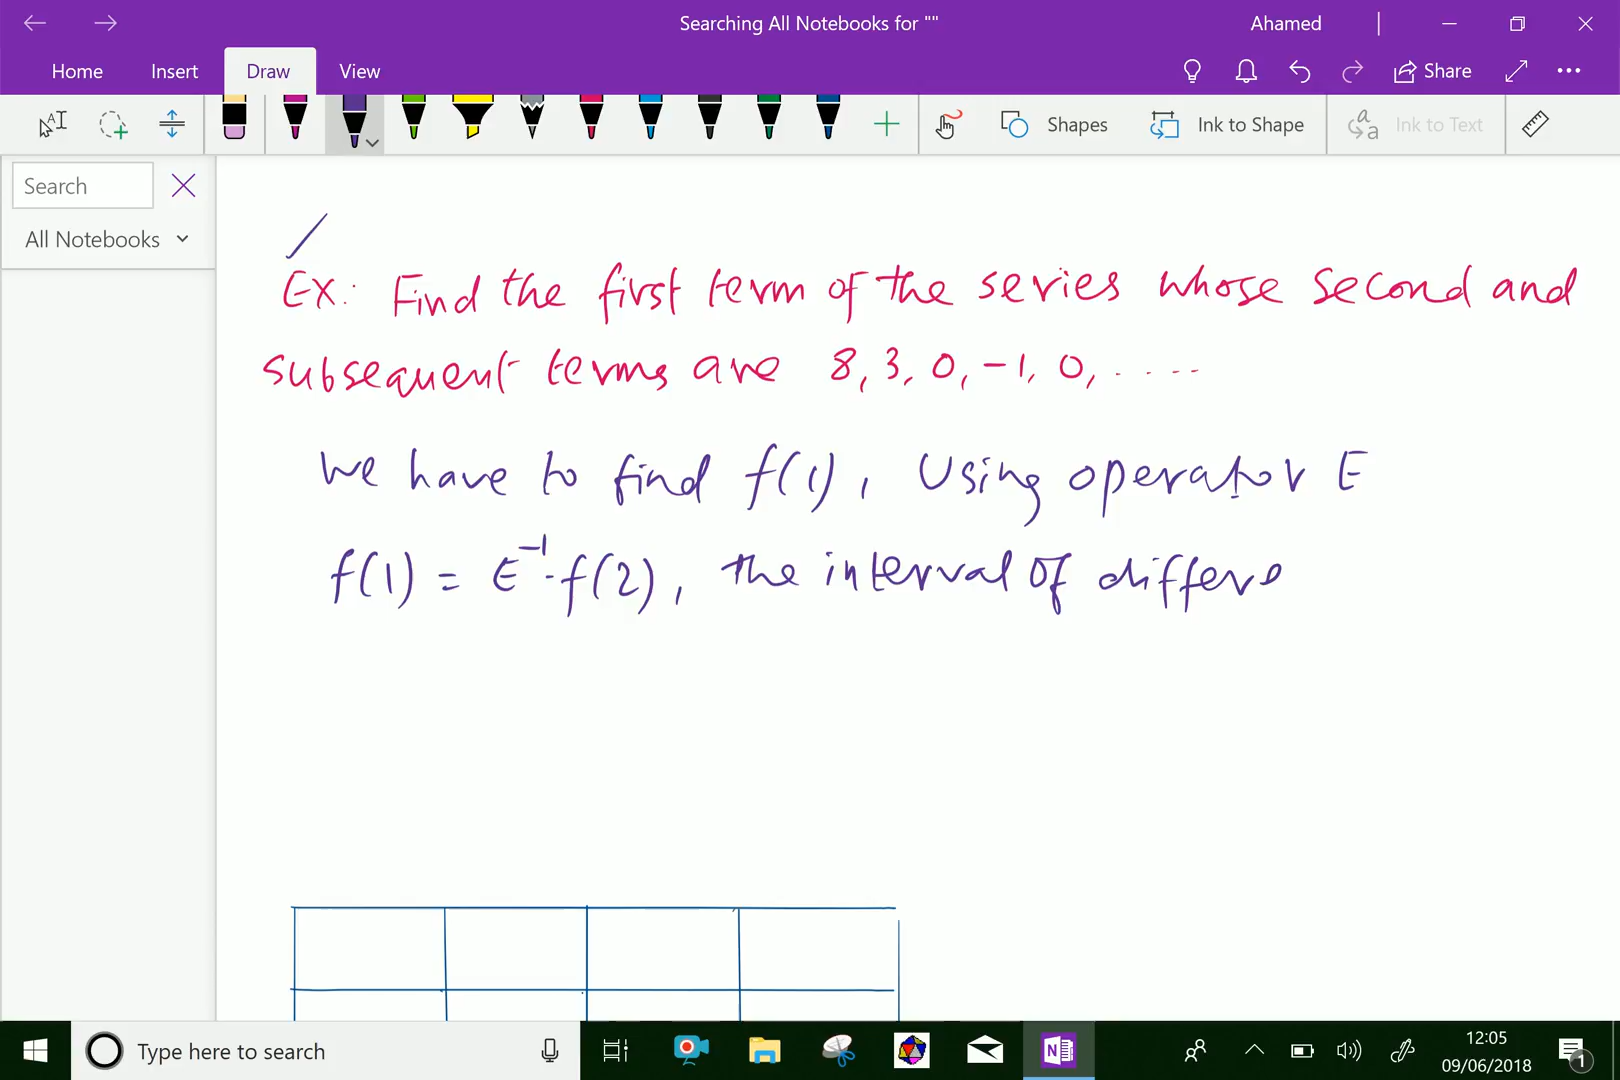 Searching All Notebooks for ""
Ahamed
Home Insert Draw View
Share
Shapes Ink to Shape Ink to Text
Search
All Notebooks
Ex: Find the first term of the series whose second and
subsequent terms are 8, 3, 0, -1, 0, .....
We have to find f(1), Using operator E
f(1) = E⁻¹.f(2), the interval of differe
Type here to search
12:05
09/06/2018
1